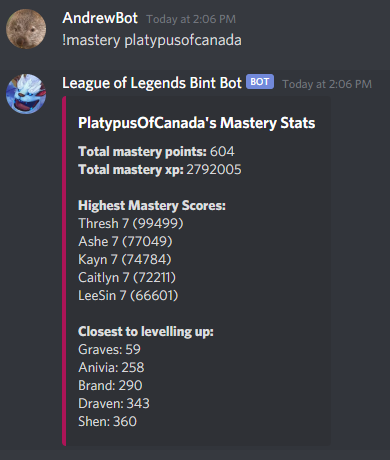 AndrewBot Today at 2:06 PM
!mastery platypusofcanada
League of Legends Bint Bot BOT Today at 2:06 PM
PlatypusOfCanada's Mastery Stats
Total mastery points: 604
Total mastery xp: 2792005
Highest Mastery Scores:
Thresh 7 (99499)
Ashe 7 (77049)
Kayn 7 (74784)
Caitlyn 7 (72211)
LeeSin 7 (66601)
Closest to levelling up:
Graves: 59
Anivia: 258
Brand: 290
Draven: 343
Shen: 360